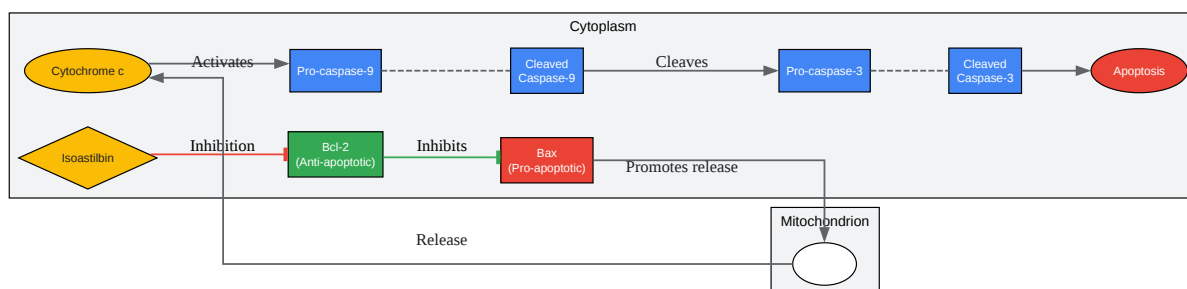 Cytoplasm
Cytochrome c
Activates
Pro-caspase-9
Cleaved
Caspase-9
Cleaves
Pro-caspase-3
Cleaved
Caspase-3
Apoptosis
Isoastilbin
Inhibition
Bcl-2
(Anti-apoptotic)
Inhibits
Bax
(Pro-apoptotic)
Promotes release
Mitochondrion
Release